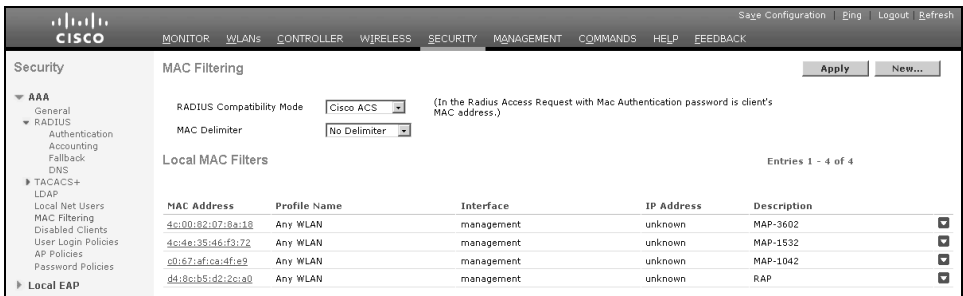 Save Configuration | Ping | Logout | Refresh
CISCO
MONITOR WLANs CONTROLLER WIRELESS SECURITY MANAGEMENT COMMANDS HELP FEEDBACK
Security
AAA
General
RADIUS
Authentication
Accounting
Fallback
DNS
TACACS+
LDAP
Local Net Users
MAC Filtering
Disabled Clients
User Login Policies
AP Policies
Password Policies
Local EAP
MAC Filtering
Apply
New...
RADIUS Compatibility Mode Cisco ACS (In the Radius Access Request with Mac Authentication password is client's
MAC address.)
MAC Delimiter No Delimiter
Local MAC Filters Entries 1 - 4 of 4
MAC Address Profile Name Interface IP Address Description
4c:00:82:07:8a:18 Any WLAN management unknown MAP-3602
4c:4e:35:46:f3:72 Any WLAN management unknown MAP-1532
c0:67:af:ca:4f:e9 Any WLAN management unknown MAP-1042
d4:8c:b5:d2:2c:a0 Any WLAN management unknown RAP